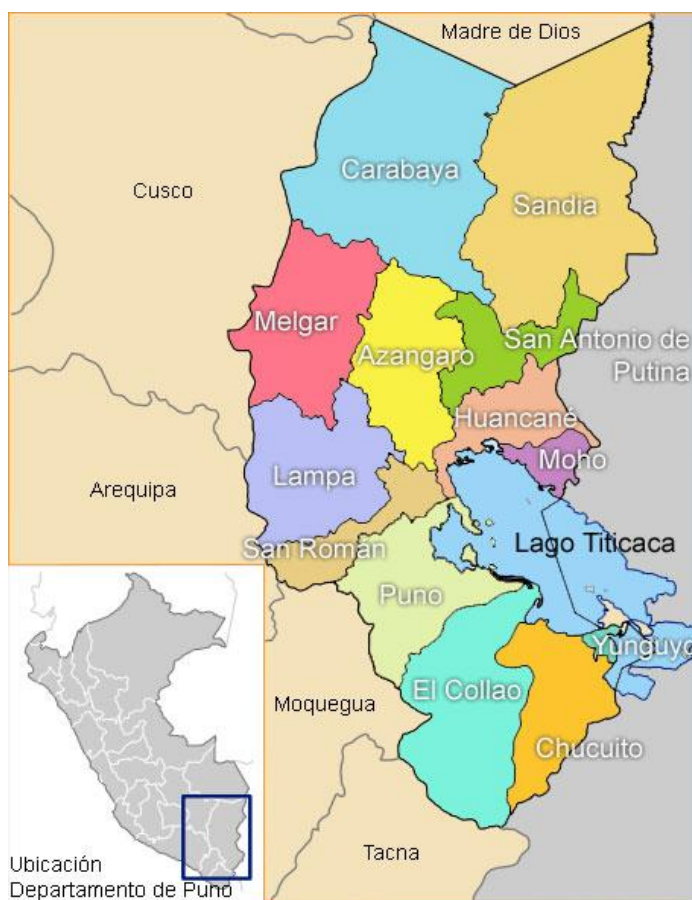 Madre de Dios
Carabaya
Cusco
Sandia
Melgar
Azangaro
San Antonio de
Putina
Huancané
Moho
Lampa
Arequipa
San Román
Lago Titicaca
Puno
Yunguyo
El Collao
Moquegua
Chucuito
Tacna
Ubicación
Departamento de Puno